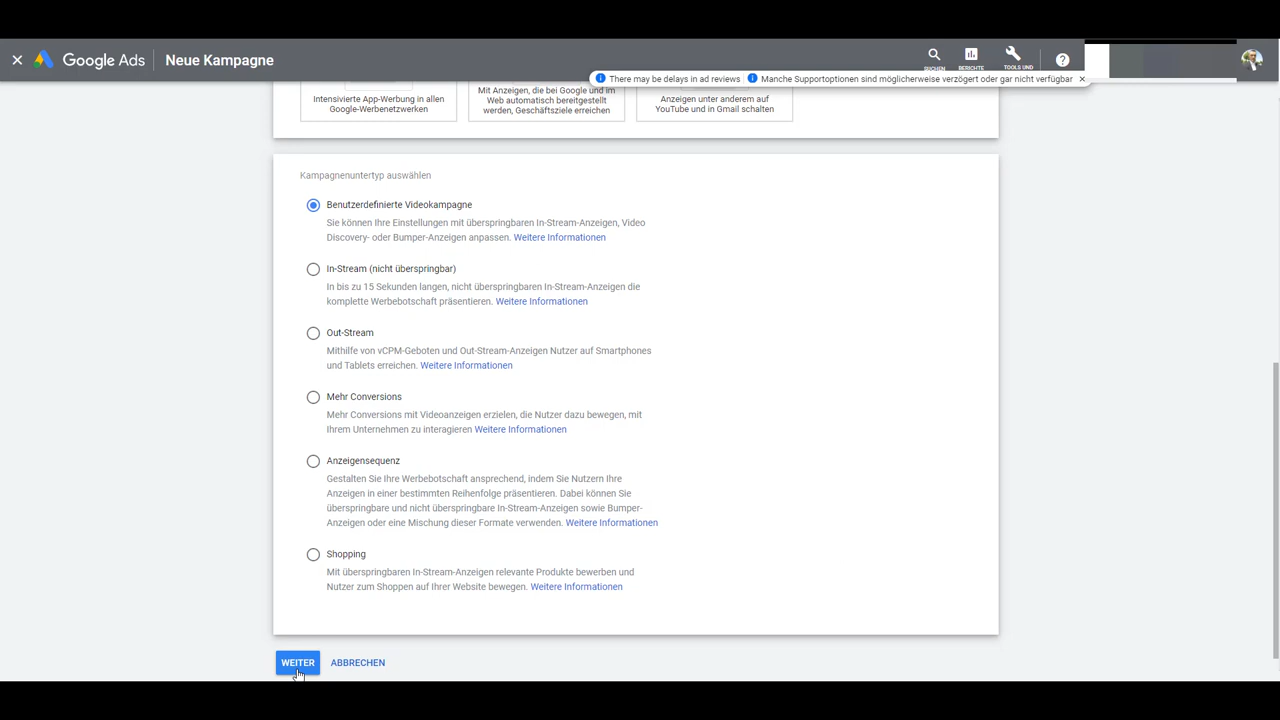 Google Ads
Neue Kampagne
SUCHEN
BERICHTE
TOOLS UND
There may be delays in ad reviews
Manche Supportoptionen sind möglicherweise verzögert oder gar nicht verfügbar
Intensivierte App-Werbung in allen
Google-Werbenetzwerken
Mit Anzeigen, die bei Google und im
Web automatisch bereitgestellt
werden, Geschäftsziele erreichen
Anzeigen unter anderem auf
YouTube und in Gmail schalten
Kampagnenuntertyp auswählen
Benutzerdefinierte Videokampagne
Sie können Ihre Einstellungen mit überspringbaren In-Stream-Anzeigen, Video
Discovery- oder Bumper-Anzeigen anpassen. Weitere Informationen
In-Stream (nicht überspringbar)
In bis zu 15 Sekunden langen, nicht überspringbaren In-Stream-Anzeigen die
komplette Werbebotschaft präsentieren. Weitere Informationen
Out-Stream
Mithilfe von vCPM-Geboten und Out-Stream-Anzeigen Nutzer auf Smartphones
und Tablets erreichen. Weitere Informationen
Mehr Conversions
Mehr Conversions mit Videoanzeigen erzielen, die Nutzer dazu bewegen, mit
Ihrem Unternehmen zu interagieren Weitere Informationen
Anzeigensequenz
Gestalten Sie Ihre Werbebotschaft ansprechend, indem Sie Nutzern Ihre
Anzeigen in einer bestimmten Reihenfolge präsentieren. Dabei können Sie
überspringbare und nicht überspringbare In-Stream-Anzeigen sowie Bumper-
Anzeigen oder eine Mischung dieser Formate verwenden. Weitere Informationen
Shopping
Mit überspringbaren In-Stream-Anzeigen relevante Produkte bewerben und
Nutzer zum Shoppen auf Ihrer Website bewegen. Weitere Informationen
WEITER
ABBRECHEN